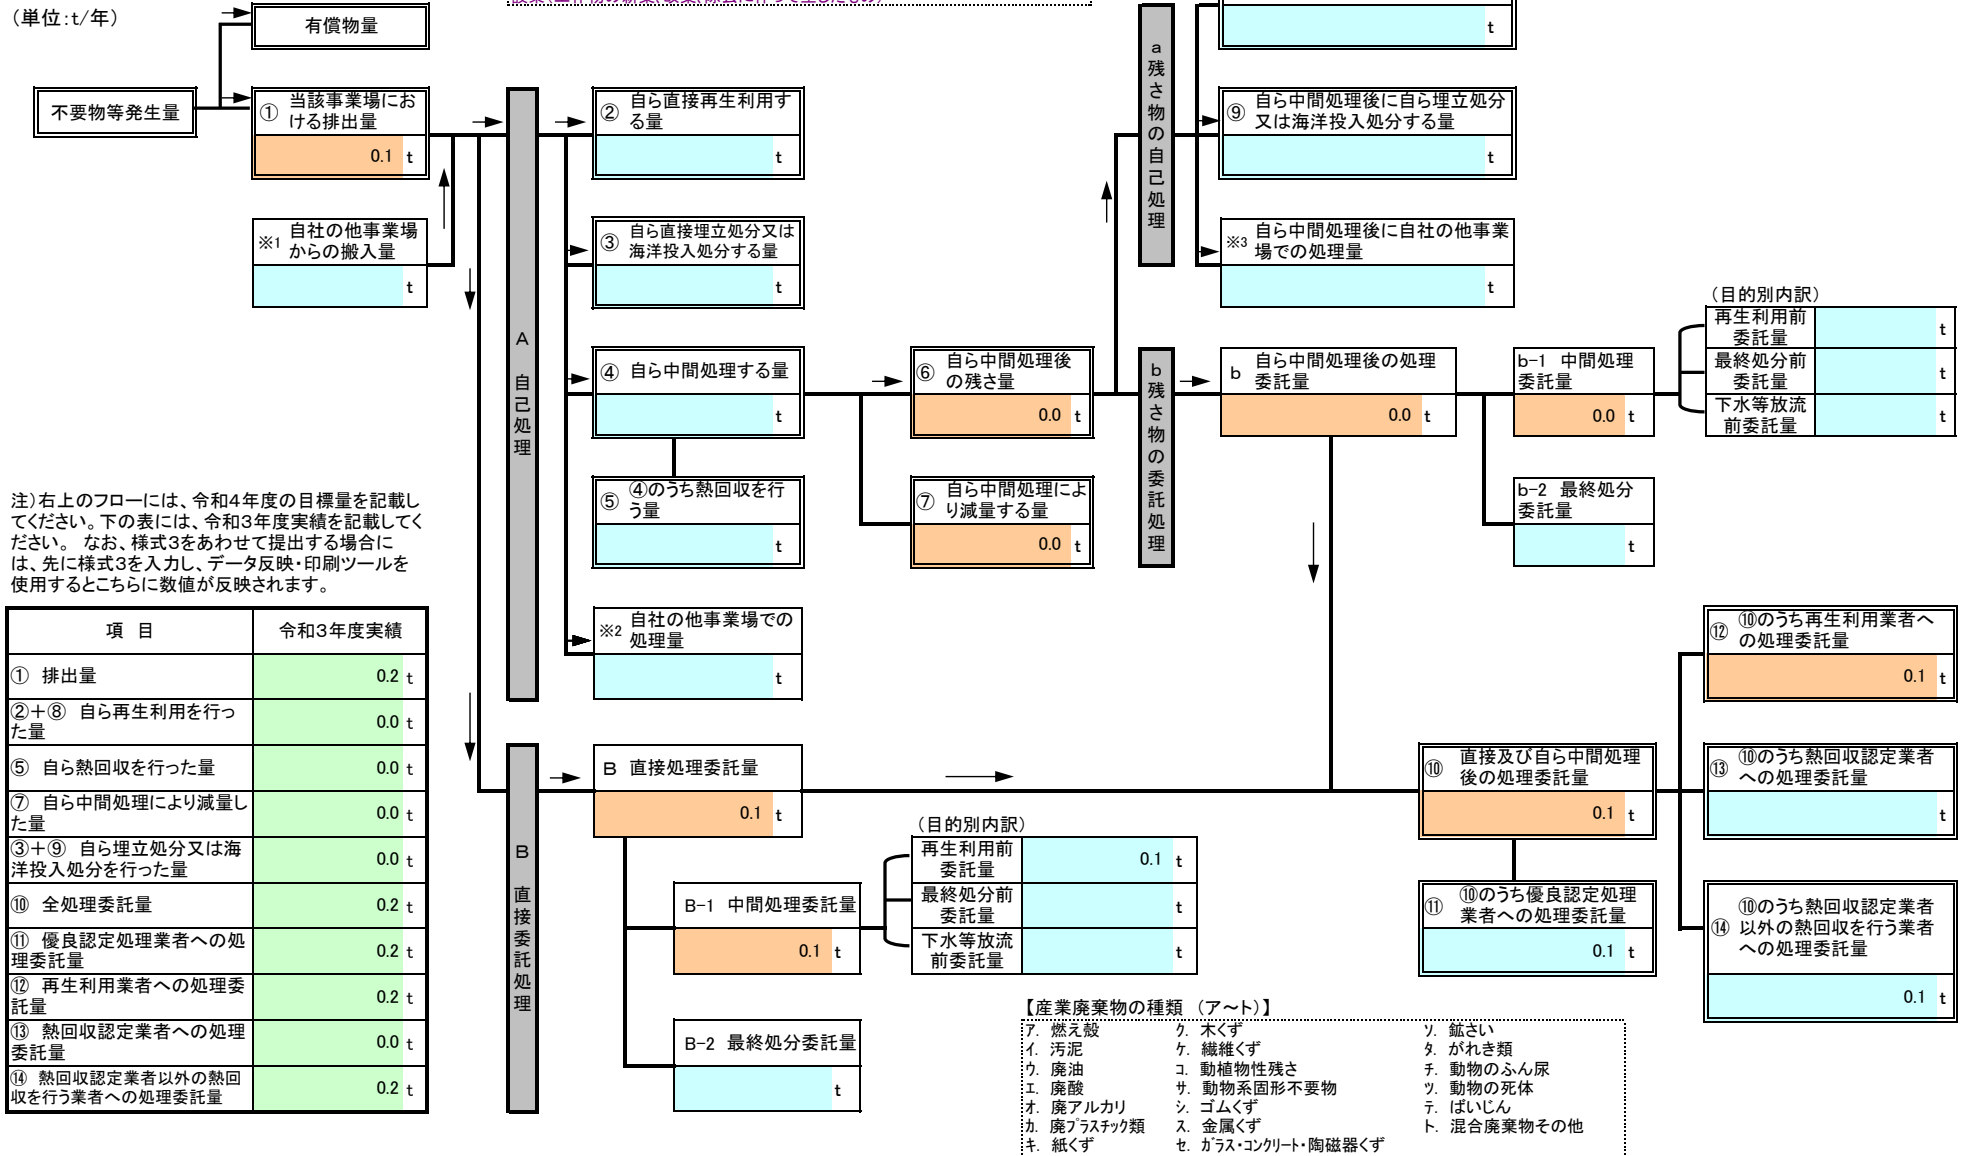 (単位:t/年)
有償物量
不要物等発生量
① 当該事業場にお
ける排出量
0.1 t
※1 自社の他事業場
からの搬入量
t
A 自己処理
② 自ら直接再生利用す
る量
t
③ 自ら直接埋立処分又は
海洋投入処分する量
t
④ 自ら中間処理する量
t
⑤ ④のうち熱回収を行
う量
t
※2 自社の他事業場での
処理量
t
⑥ 自ら中間処理後
の残さ量
0.0 t
⑦ 自ら中間処理によ
り減量する量
0.0 t
a 残さ物の自己処理
t
⑨ 自ら中間処理後に自ら埋立処分
又は海洋投入処分する量
t
※3 自ら中間処理後に自社の他事業
場での処理量
t
b 残さ物の委託処理
b 自ら中間処理後の処理
委託量
0.0 t
b-1 中間処理
委託量
0.0 t
(目的別内訳)
再生利用前
委託量
t
最終処分前
委託量
t
下水等放流
前委託量
t
b-2 最終処分
委託量
t
注)右上のフローには、令和4年度の目標量を記載し
てください。下の表には、令和3年度実績を記載してく
ださい。 なお、様式3をあわせて提出する場合に
は、先に様式3を入力し、データ反映・印刷ツールを
使用するとこちらに数値が反映されます。
項 目 令和3年度実績
① 排出量 0.2 t
②+⑧ 自ら再生利用を行っ
た量 0.0 t
⑤ 自ら熱回収を行った量 0.0 t
⑦ 自ら中間処理により減量し
た量 0.0 t
③+⑨ 自ら埋立処分又は海
洋投入処分を行った量 0.0 t
⑩ 全処理委託量 0.2 t
⑪ 優良認定処理業者への処
理委託量 0.2 t
⑫ 再生利用業者への処理委
託量 0.2 t
⑬ 熱回収認定業者への処理
委託量 0.0 t
⑭ 熱回収認定業者以外の熱回
収を行う業者への処理委託量 0.2 t
B 直接委託処理
B 直接処理委託量
0.1 t
B-1 中間処理委託量
0.1 t
(目的別内訳)
再生利用前
委託量
0.1 t
最終処分前
委託量
t
下水等放流
前委託量
t
B-2 最終処分委託量
t
⑩ 直接及び自ら中間処理
後の処理委託量
0.1 t
⑪ ⑩のうち優良認定処理
業者への処理委託量
0.1 t
⑫ ⑩のうち再生利用業者へ
の処理委託量
0.1 t
⑬ ⑩のうち熱回収認定業者
への処理委託量
t
⑭ ⑩のうち熱回収認定業者
以外の熱回収を行う業者
への処理委託量
0.1 t
【産業廃棄物の種類 (ア~ト)】
ア. 燃え殻 ク. 木くず ソ. 鉱さい
イ. 汚泥 ケ. 繊維くず タ. がれき類
ウ. 廃油 コ. 動植物性残さ チ. 動物のふん尿
エ. 廃酸 サ. 動物系固形不要物 ツ. 動物の死体
オ. 廃アルカリ シ. ゴムくず テ. ばいじん
カ. 廃プラスチック類 ス. 金属くず ト. 混合廃棄物その他
キ. 紙くず セ. ガラス・コンクリート・陶磁器くず